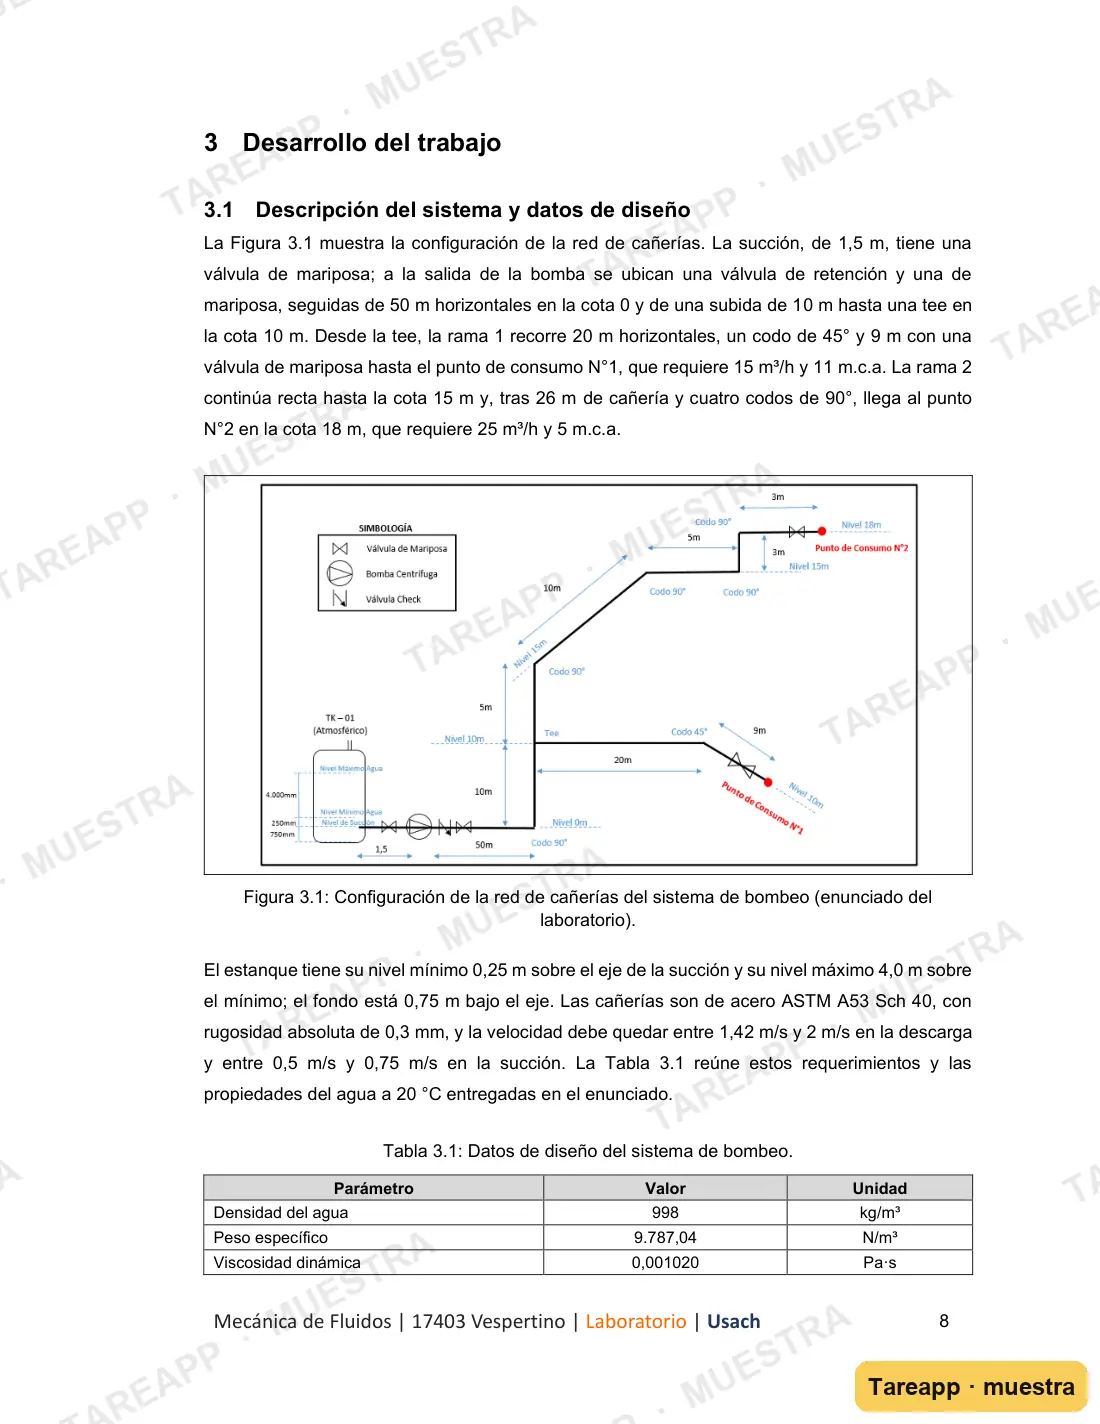 3 Desarrollo del trabajo
3.1 Descripción del sistema y datos de diseño
La Figura 3.1 muestra la configuración de la red de cañerías. La succión, de 1,5 m, tiene una
válvula de mariposa; a la salida de la bomba se ubican una válvula de retención y una de
mariposa, seguidas de 50 m horizontales en la cota 0 y de una subida de 10 m hasta una tee en
la cota 10 m. Desde la tee, la rama 1 recorre 20 m horizontales, un codo de 45° y 9 m con una
válvula de mariposa hasta el punto de consumo N°1, que requiere 15 m³/h y 11 m.c.a. La rama 2
continúa recta hasta la cota 15 m y, tras 26 m de cañería y cuatro codos de 90°, llega al punto
N°2 en la cota 18 m, que requiere 25 m³/h y 5 m.c.a.
3m
Codo 90°
Nivel 18m
SIMBOLOGÍA
5m
Punto de Consumo N°2
Válvula de Mariposa
3m
Nivel 15m
Bomba Centrífuga
10m
Codo 90°
Codo 90°
Válvula Check
Nivel 15m
Codo 90°
5m
TK – 01
(Atmosférico)
Nivel 10m
Tee
Codo 45°
9m
20m
Nivel Máximo Agua
4.000mm
10m
Punto de Consumo N°1
Nivel 10m
Nivel Mínimo Agua
250mm
Nivel de Succión
750mm
Nivel 0m
1,5
50m
Codo 90°
Figura 3.1: Configuración de la red de cañerías del sistema de bombeo (enunciado del
laboratorio).
El estanque tiene su nivel mínimo 0,25 m sobre el eje de la succión y su nivel máximo 4,0 m sobre
el mínimo; el fondo está 0,75 m bajo el eje. Las cañerías son de acero ASTM A53 Sch 40, con
rugosidad absoluta de 0,3 mm, y la velocidad debe quedar entre 1,42 m/s y 2 m/s en la descarga
y entre 0,5 m/s y 0,75 m/s en la succión. La Tabla 3.1 reúne estos requerimientos y las
propiedades del agua a 20 °C entregadas en el enunciado.
Tabla 3.1: Datos de diseño del sistema de bombeo.
Parámetro Valor Unidad
Densidad del agua 998 kg/m³
Peso específico 9.787,04 N/m³
Viscosidad dinámica 0,001020 Pa·s
Mecánica de Fluidos | 17403 Vespertino | Laboratorio | Usach 8
Tareapp · muestra
TAREAPP · MUESTRA